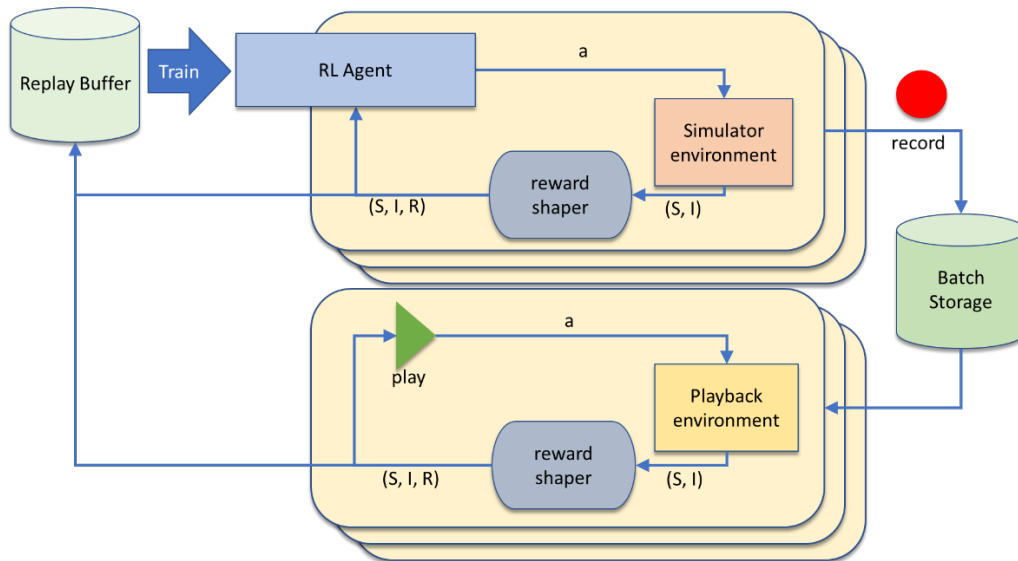 Replay Buffer
Train
RL Agent
a
Simulator
environment
record
reward
shaper
(S, I, R)
(S, I)
Batch
Storage
a
play
Playback
environment
reward
shaper
(S, I, R)
(S, I)